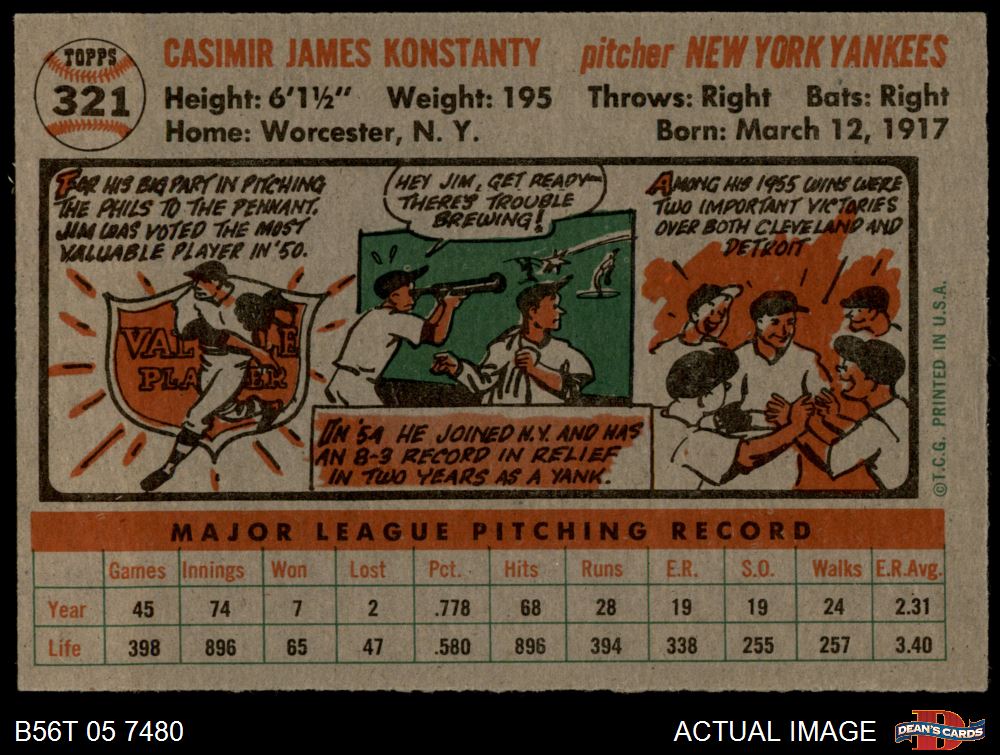 TOPPS
321
CASIMIR JAMES KONSTANTY
pitcher NEW YORK YANKEES
Height: 6'1½" Weight: 195 Throws: Right Bats: Right
Home: Worcester, N. Y. Born: March 12, 1917
FOR HIS BIG PART IN PITCHING
THE PHILS TO THE PENNANT.
JIM WAS VOTED THE MOST
VALUABLE PLAYER IN '50.
VAL LE
PLA ER
HEY JIM, GET READY—
THERE'S TROUBLE
BREWING!
IN '54 HE JOINED N.Y. AND HAS
AN 8-3 RECORD IN RELIEF
IN TWO YEARS AS A YANK.
AMONG HIS 1955 WINS WERE
TWO IMPORTANT VICTORIES
OVER BOTH CLEVELAND AND
DETROIT
©T.C.G. PRINTED IN U.S.A.
MAJOR LEAGUE PITCHING RECORD
Games Innings Won Lost Pct. Hits Runs E.R. S.O. Walks E.R.Avg.
Year 45 74 7 2 .778 68 28 19 19 24 2.31
Life 398 896 65 47 .580 896 394 338 255 257 3.40
B56T 05 7480
ACTUAL IMAGE
D
DEAN'S CARDS